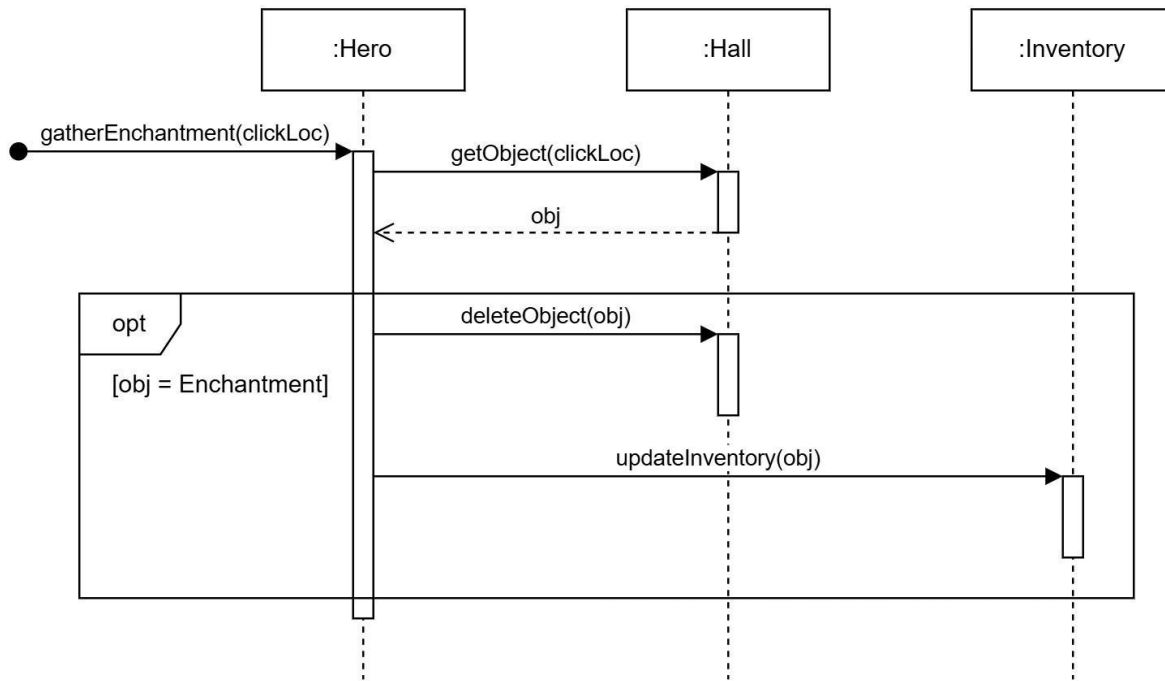 :Hero
:Hall
:Inventory
gatherEnchantment(clickLoc)
getObject(clickLoc)
obj
opt
deleteObject(obj)
[obj = Enchantment]
updateInventory(obj)